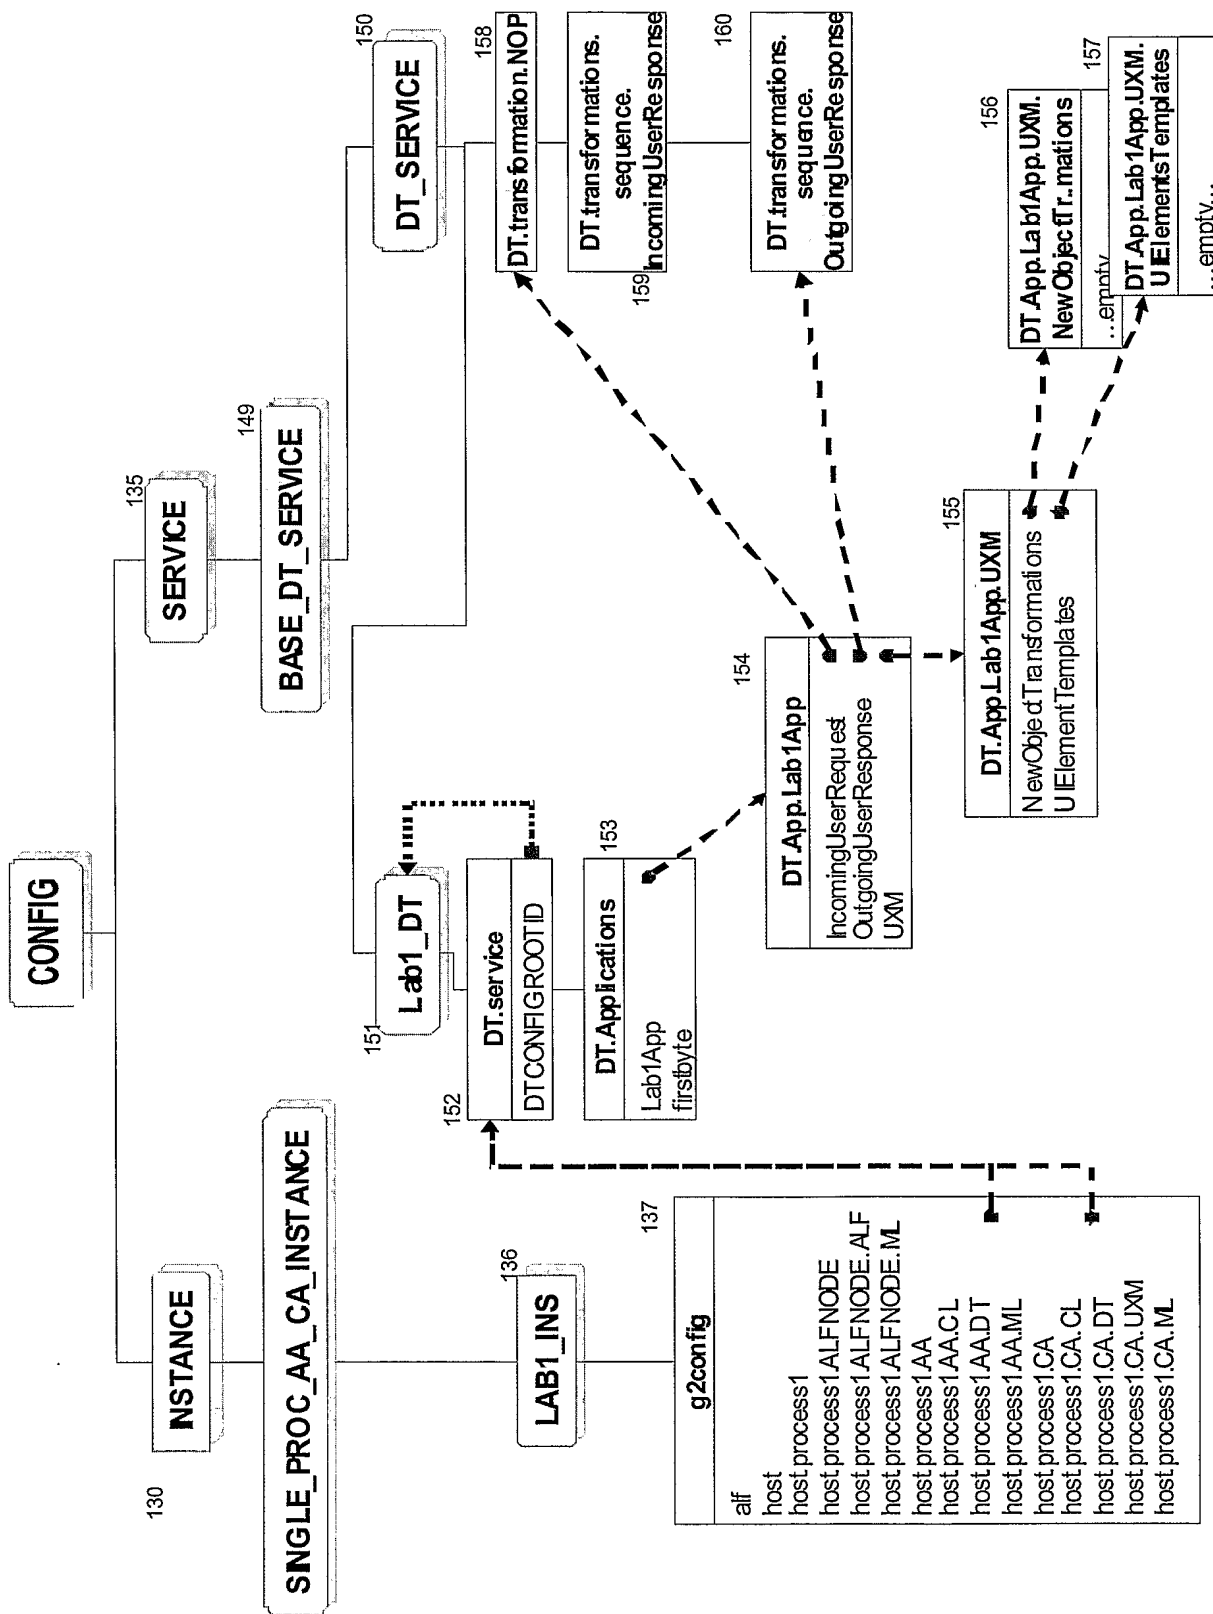 CONFIG
130
INSTANCE
SINGLE_PROC_AA_CA_INSTANCE
136
LAB1_INS
137
g2config
alf
host
host.process1
host.process1.ALFNODE
host.process1.ALFNODE.ALF
host.process1.ALFNODE.ML
host.process1.AA
host.process1.AA.CL
host.process1.AA.DT
host.process1.AA.ML
host.process1.CA
host.process1.CA.CL
host.process1.CA.DT
host.process1.CA.UXM
host.process1.CA.ML
135
SERVICE
149
BASE_DT_SERVICE
150
DT_SERVICE
151
Lab1_DT
152
DT.service
DTCONFIGROOTID
153
DT.Applications
Lab1App
firstbyte
154
DT.App.Lab1App
IncomingUserRequest
OutgoingUserResponse
UXM
155
DT.App.Lab1App.UXM
NewObjectTransformations
UIElementTemplates
156
DT.App.Lab1App.UXM.
NewObjectTr..mations
...empty
157
DT.App.Lab1App.UXM.
UIElementsTemplates
...empty...
158
DT.transformation.NOP
159
DT.transformations.
sequence.
IncomingUserResponse
160
DT.transformations.
sequence.
OutgoingUserResponse